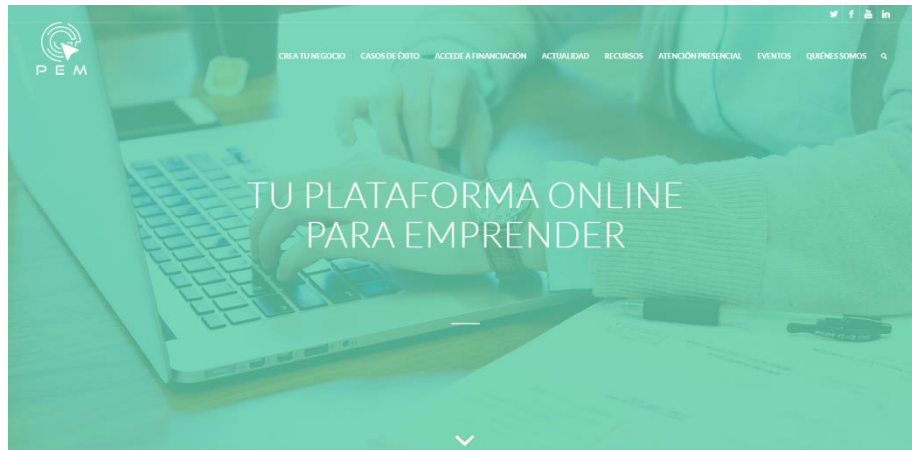 PEM
CREA TU NEGOCIO CASOS DE ÉXITO ACCEDE A FINANCIACIÓN ACTUALIDAD RECURSOS ATENCIÓN PRESENCIAL EVENTOS QUIÉNES SOMOS
TU PLATAFORMA ONLINE
PARA EMPRENDER